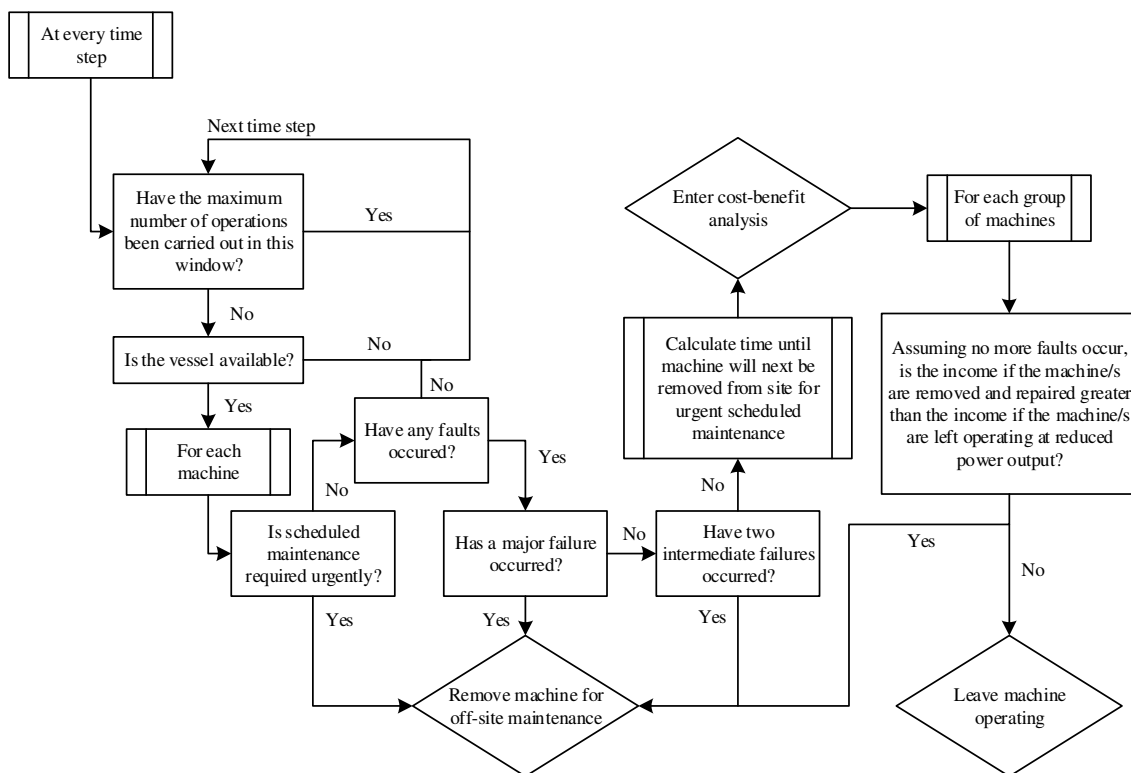 At every time
step
Next time step
Have the maximum
number of operations
been carried out in this
window?
Yes
No
Is the vessel available?
No
Yes
For each
machine
No
Is scheduled
maintenance
required urgently?
Yes
No
Have any faults
occured?
Yes
Has a major failure
occurred?
No
Yes
Have two
intermediate failures
occurred?
No
Yes
Calculate time until
machine will next be
removed from site for
urgent scheduled
maintenance
Enter cost-benefit
analysis
For each group
of machines
Assuming no more faults occur,
is the income if the machine/s
are removed and repaired greater
than the income if the machine/s
are left operating at reduced
power output?
Yes
No
Remove machine for
off-site maintenance
Leave machine
operating